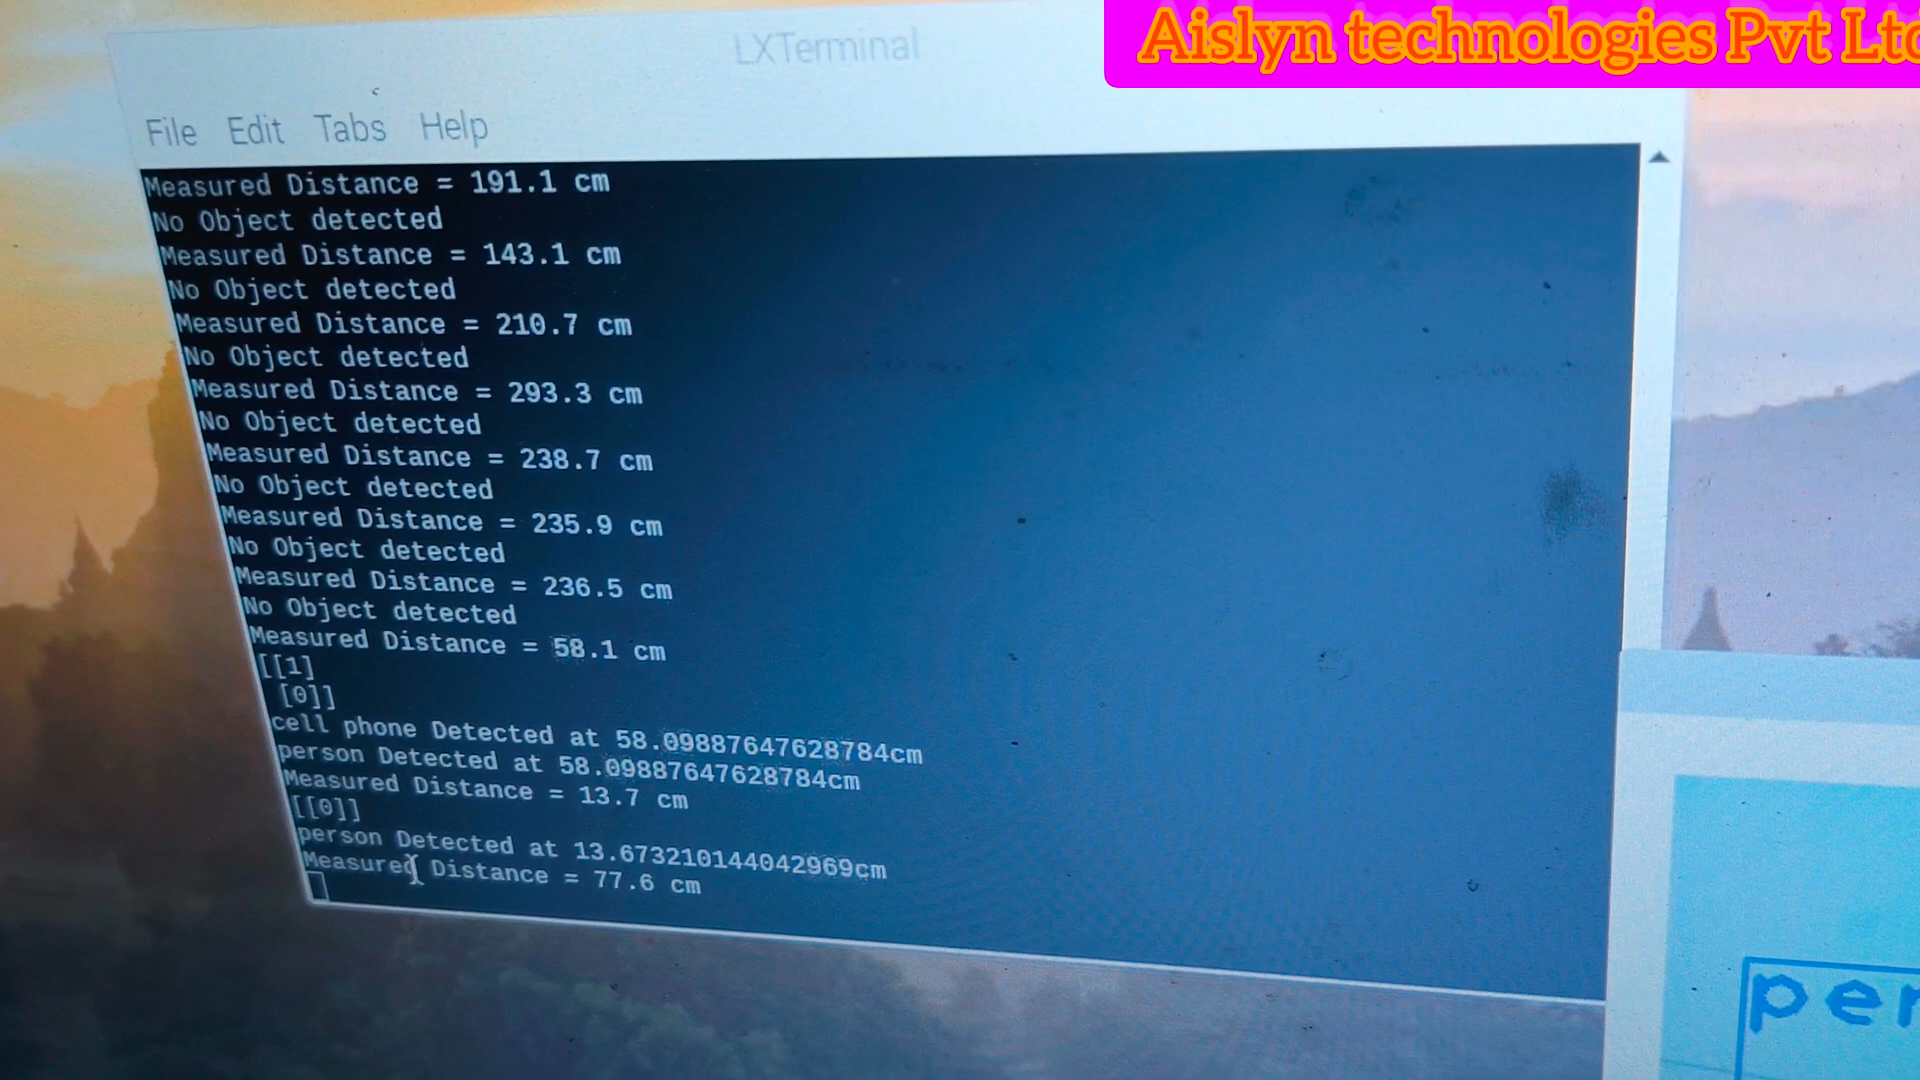 Aislyn technologies Pvt Ltd
LXTerminal
File Edit Tabs Help
Measured Distance = 191.1 cm
No Object detected
Measured Distance = 143.1 cm
No Object detected
Measured Distance = 210.7 cm
No Object detected
Measured Distance = 293.3 cm
No Object detected
Measured Distance = 238.7 cm
No Object detected
Measured Distance = 235.9 cm
No Object detected
Measured Distance = 236.5 cm
No Object detected
Measured Distance = 58.1 cm
[[1]
[0]]
cell phone Detected at 58.09887647628784cm
person Detected at 58.09887647628784cm
Measured Distance = 13.7 cm
[[0]]
person Detected at 13.673210144042969cm
Measured Distance = 77.6 cm
per